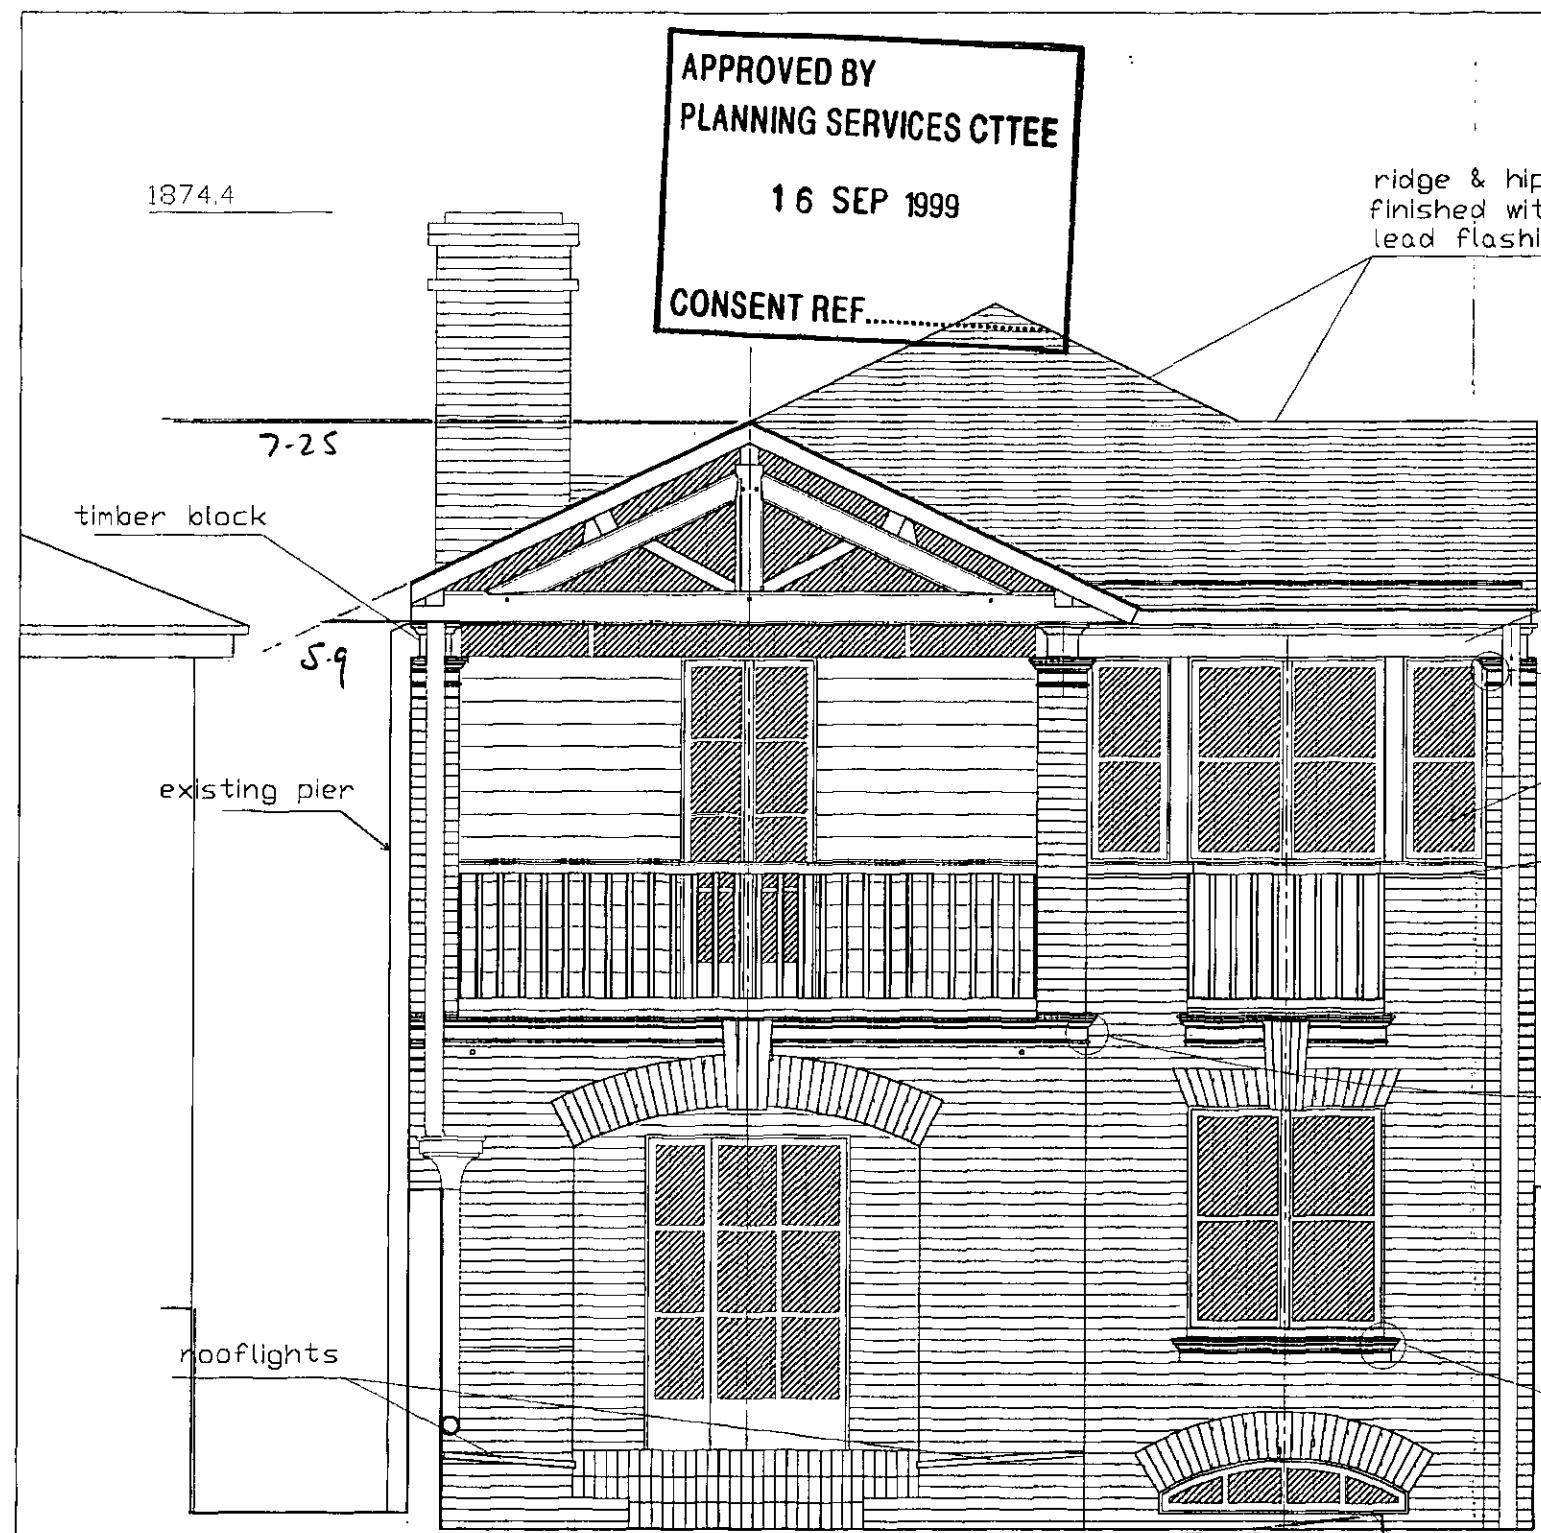 APPROVED BY
PLANNING SERVICES CTTEE
16 SEP 1999
CONSENT REF....................
1874.4
ridge & hip
finished wit
lead flashi
7-25
timber block
5.9
existing pier
rooflights